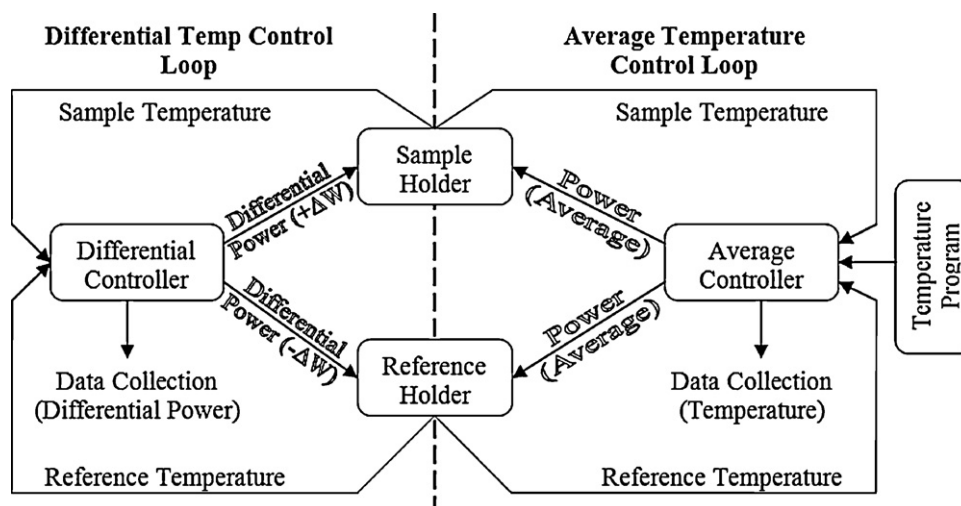 Differential Temp Control
Loop
Average Temperature
Control Loop
Sample Temperature
Sample Temperature
Sample
Holder
Differential
Power (+ΔW)
Power
(Average)
Differential
Controller
Average
Controller
Temperature
Program
Differential
Power (-ΔW)
Power
(Average)
Reference
Holder
Data Collection
(Differential Power)
Data Collection
(Temperature)
Reference Temperature
Reference Temperature